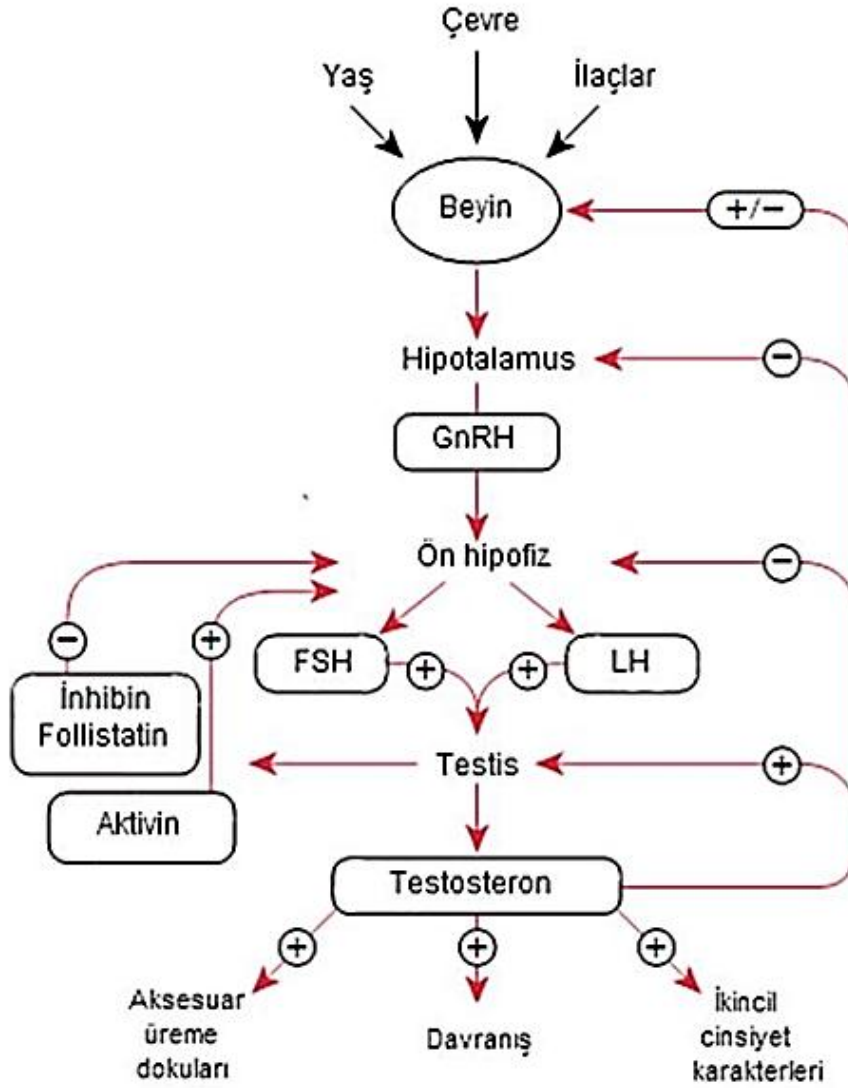 Çevre
Yaş
İlaçlar
Beyin
+/−
Hipotalamus
−
GnRH
Ön hipofiz
−
−
+
FSH
+
+
LH
İnhibin
Follistatin
Testis
+
Aktivin
Testosteron
+
+
+
Aksesuar
üreme
dokuları
Davranış
İkincil
cinsiyet
karakterleri